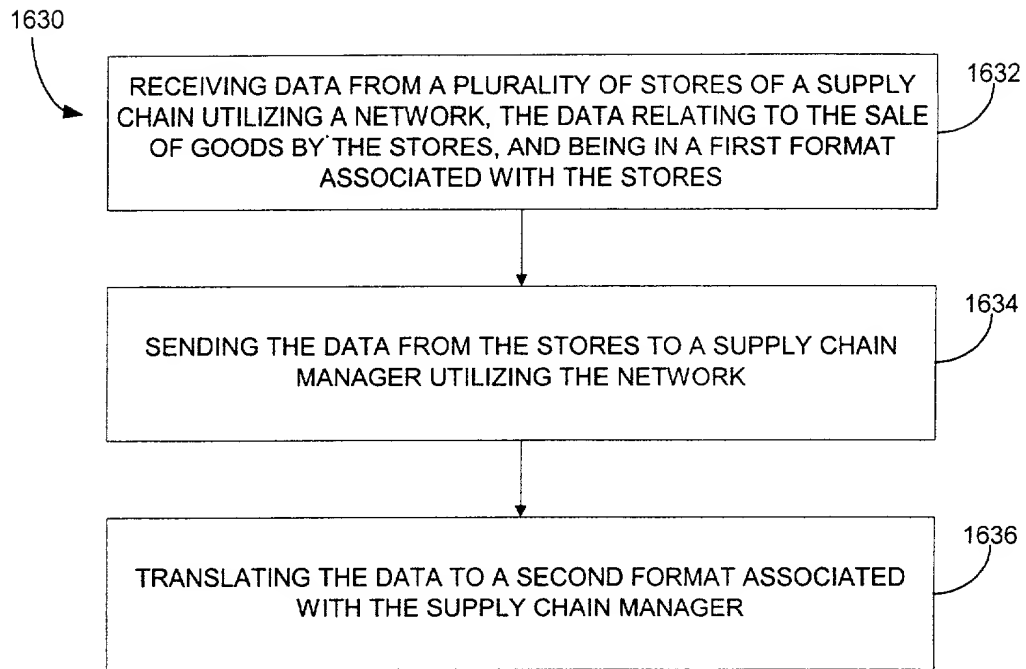 1630
RECEIVING DATA FROM A PLURALITY OF STORES OF A SUPPLY
CHAIN UTILIZING A NETWORK, THE DATA RELATING TO THE SALE
OF GOODS BY THE STORES, AND BEING IN A FIRST FORMAT
ASSOCIATED WITH THE STORES
1632
SENDING THE DATA FROM THE STORES TO A SUPPLY CHAIN
MANAGER UTILIZING THE NETWORK
1634
TRANSLATING THE DATA TO A SECOND FORMAT ASSOCIATED
WITH THE SUPPLY CHAIN MANAGER
1636